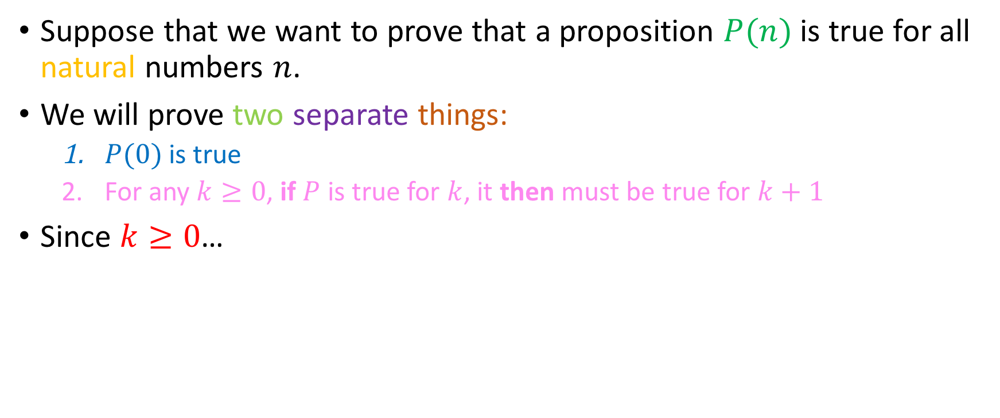 • Suppose that we want to prove that a proposition P(n) is true for all
natural numbers n.
• We will prove two separate things:
1. P(0) is true
2. For any k ≥ 0, if P is true for k, it then must be true for k + 1
• Since k ≥ 0…